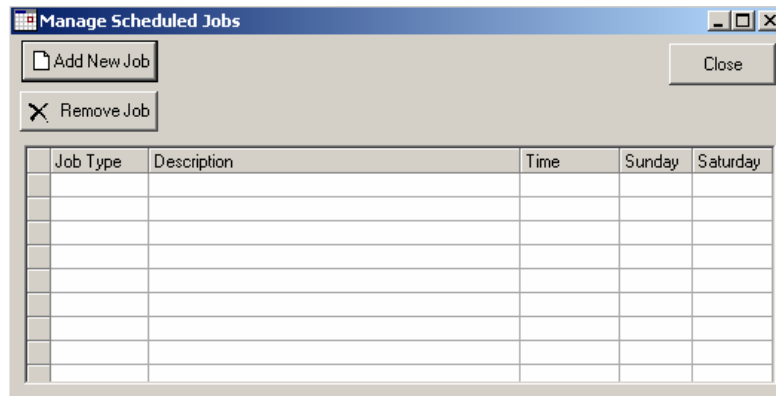 Manage Scheduled Jobs
Add New Job
Close
Remove Job
Job Type Description Time Sunday Saturday